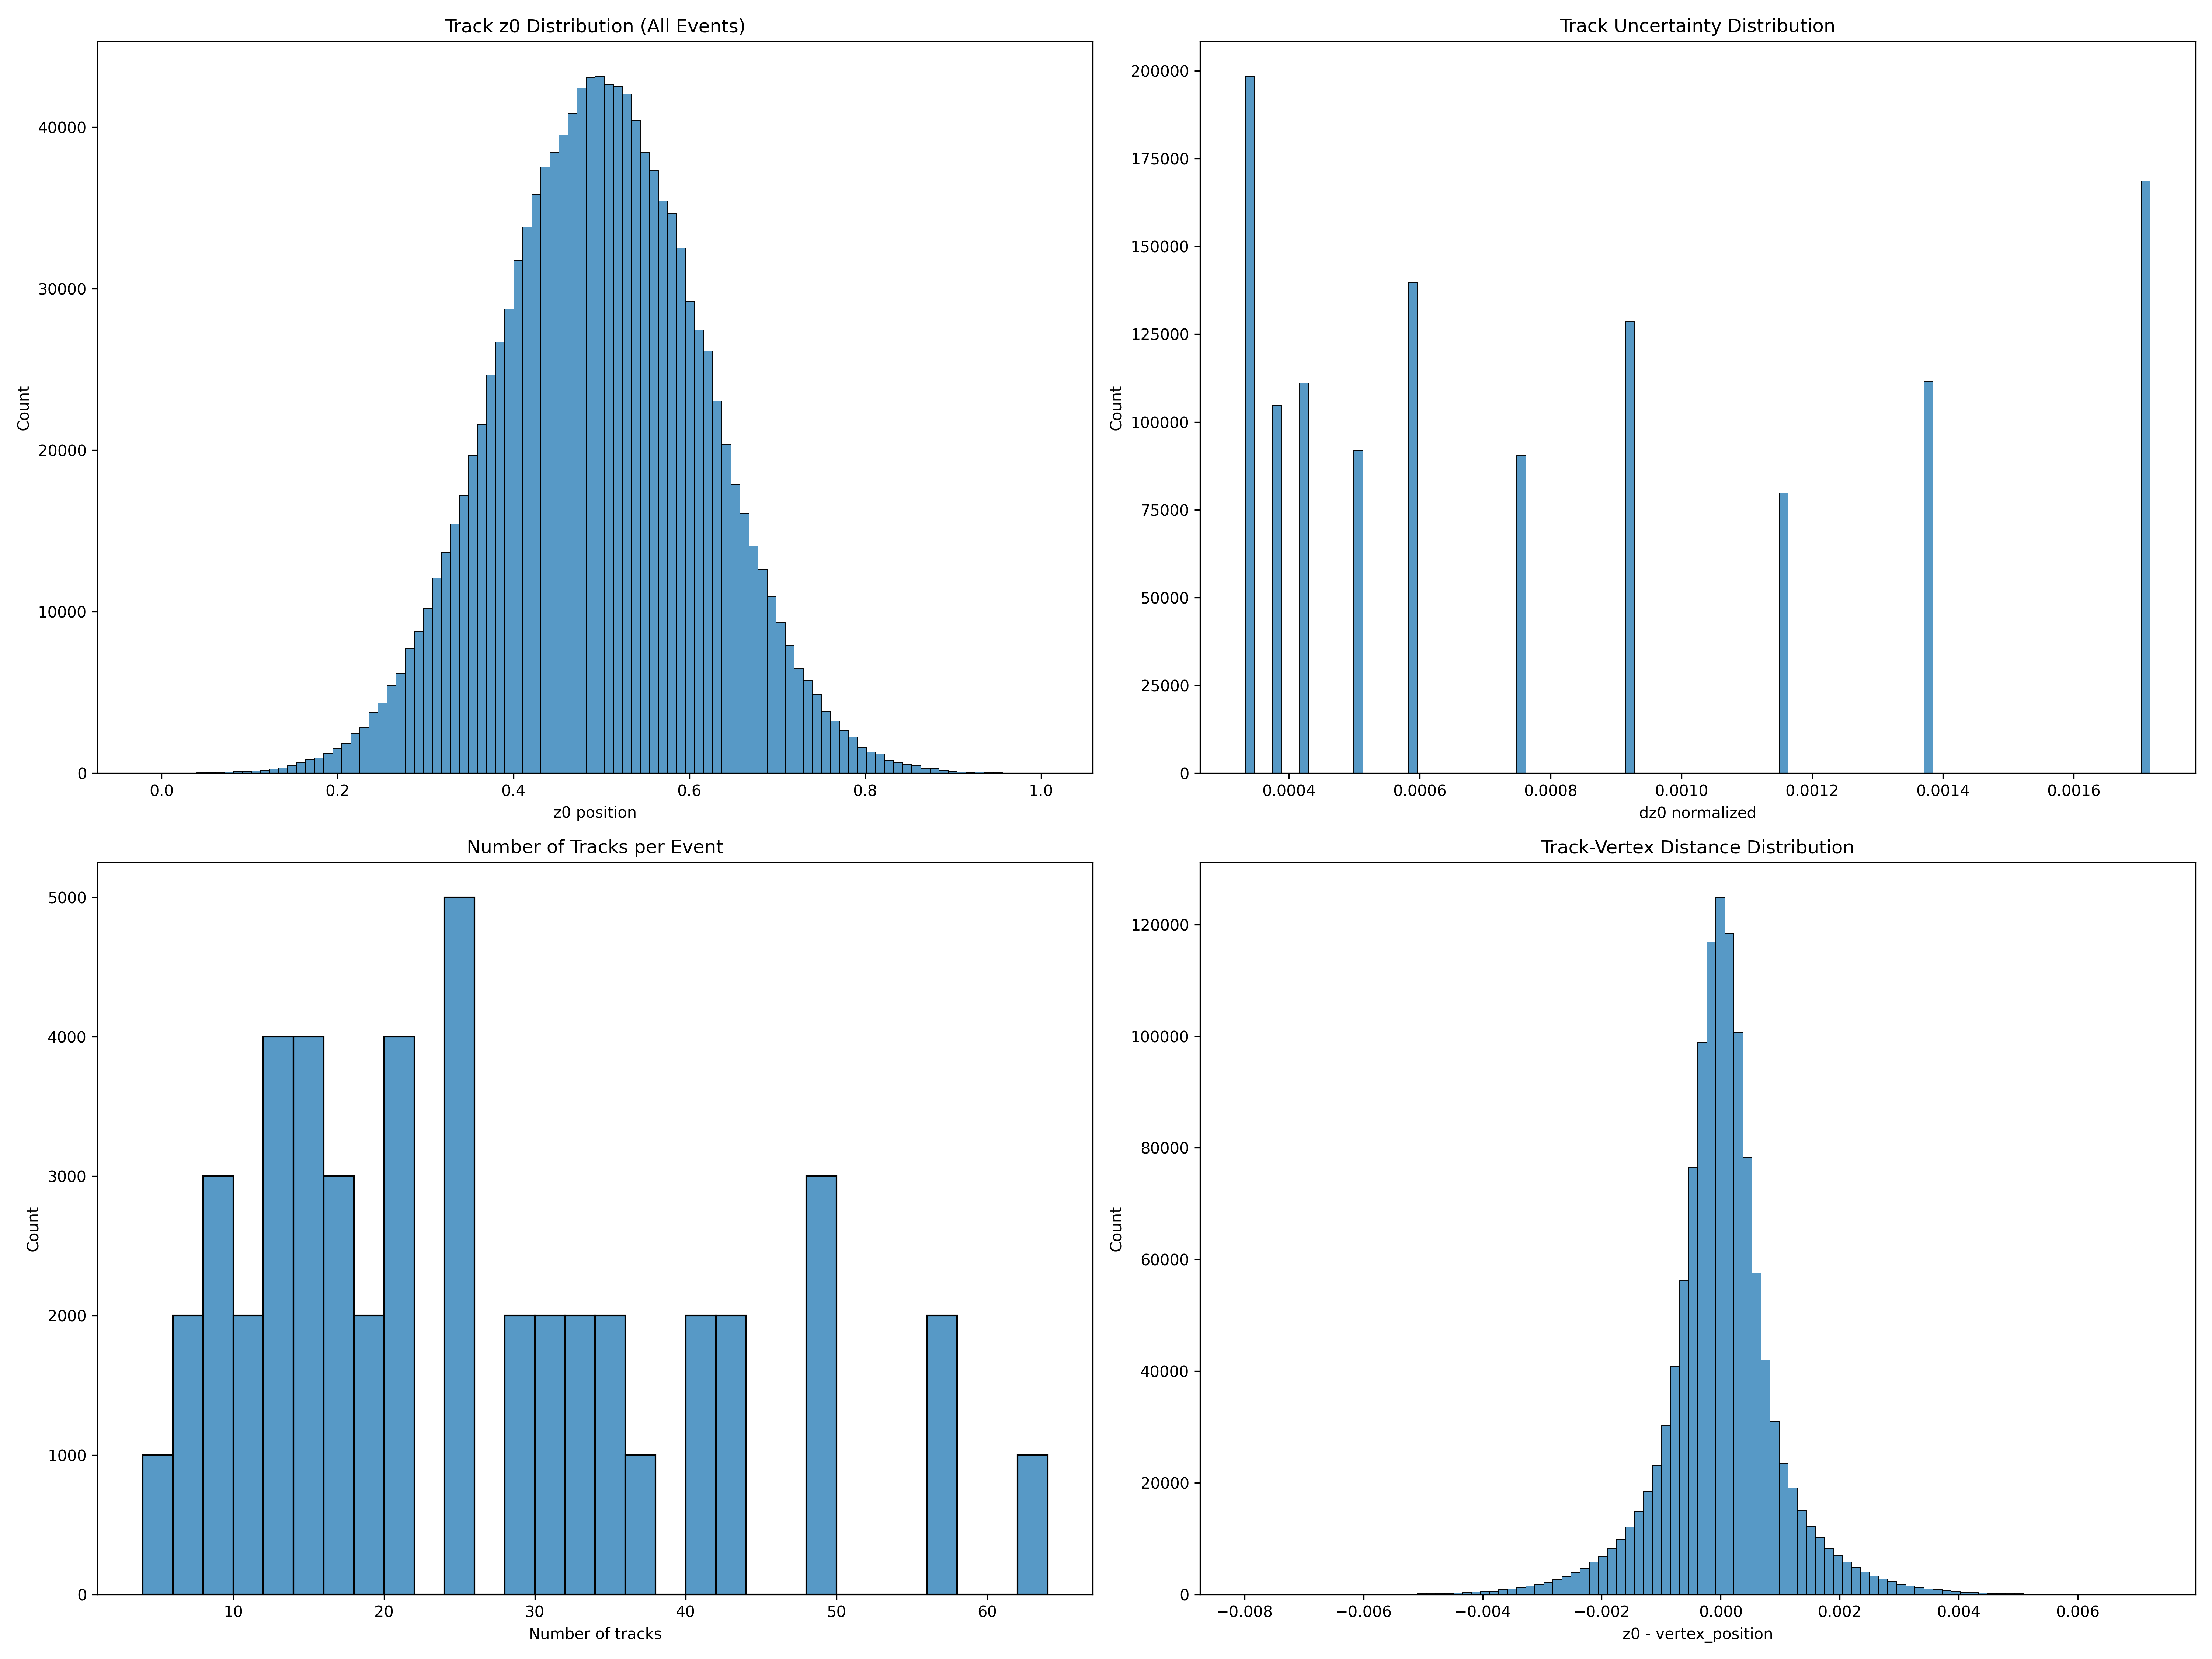 Track z0 Distribution (All Events)
Count
40000
30000
20000
10000
0
0.0 0.2 0.4 0.6 0.8 1.0
z0 position
Track Uncertainty Distribution
Count
200000
175000
150000
125000
100000
75000
50000
25000
0
0.0004 0.0006 0.0008 0.0010 0.0012 0.0014 0.0016
dz0 normalized
Number of Tracks per Event
Count
5000
4000
3000
2000
1000
0
10 20 30 40 50 60
Number of tracks
Track-Vertex Distance Distribution
Count
120000
100000
80000
60000
40000
20000
0
−0.008 −0.006 −0.004 −0.002 0.000 0.002 0.004 0.006
z0 - vertex_position